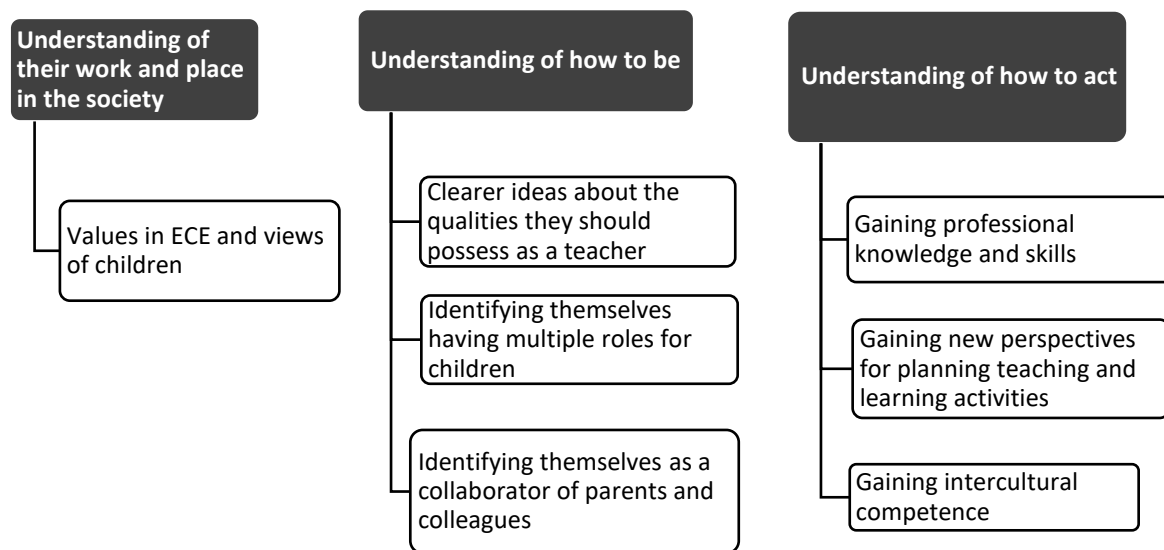 Understanding of
their work and place
in the society
Values in ECE and views
of children
Understanding of how to be
Clearer ideas about the
qualities they should
possess as a teacher
Identifying themselves
having multiple roles for
children
Identifying themselves as a
collaborator of parents and
colleagues
Understanding of how to act
Gaining professional
knowledge and skills
Gaining new perspectives
for planning teaching and
learning activities
Gaining intercultural
competence